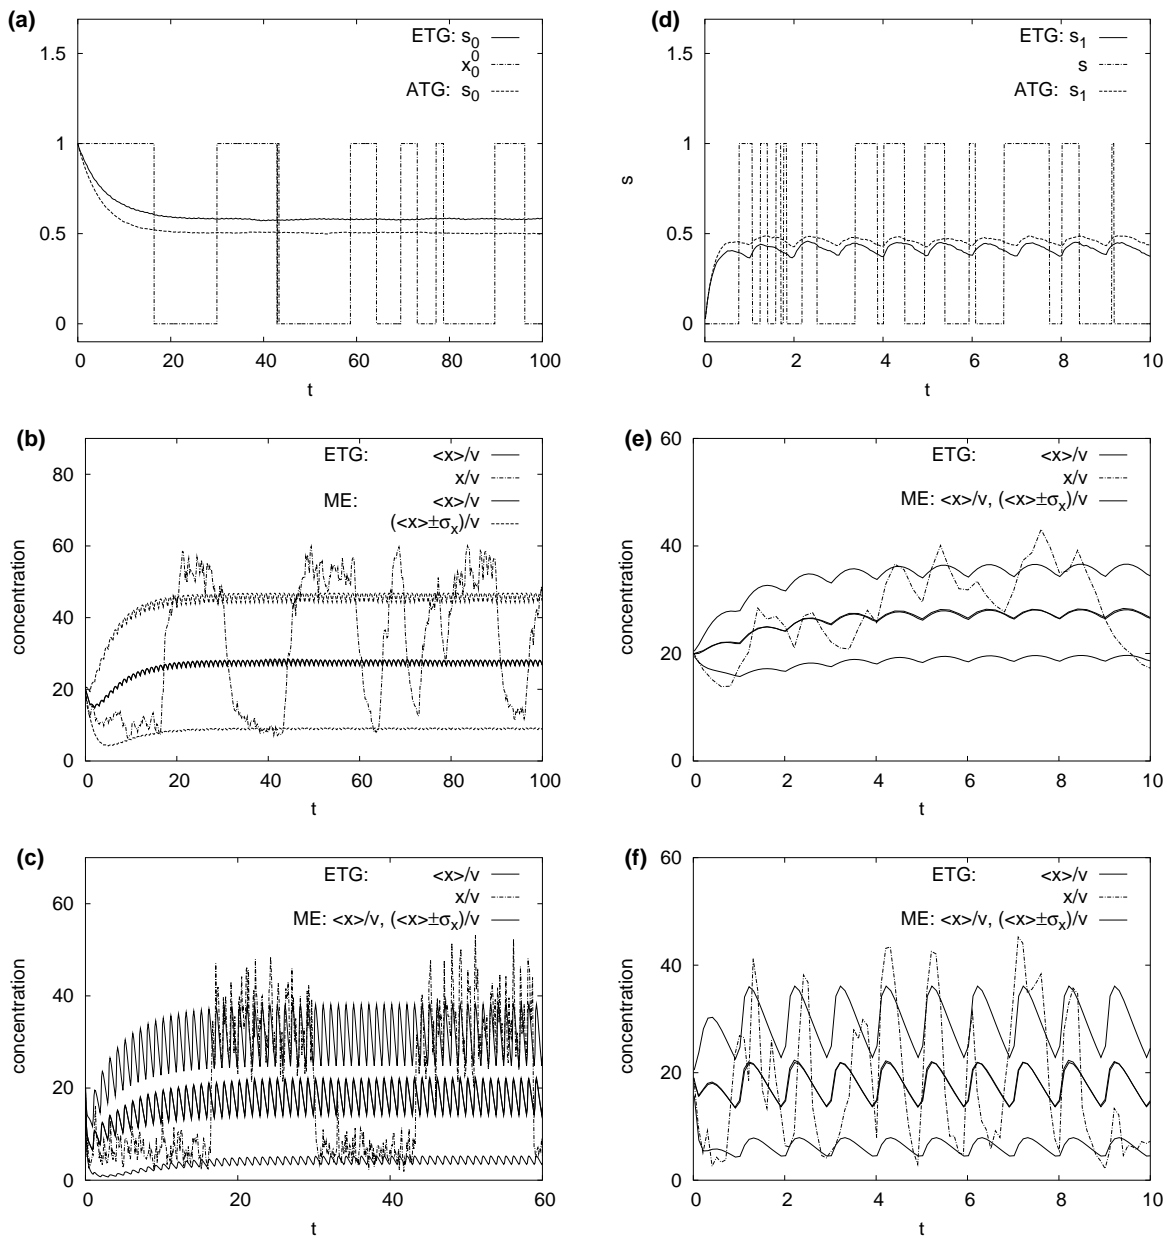 (a)
ETG: s0
x0 0
ATG: s0
1.5
1
0.5
0
0 20 40 60 80 100
t
(d)
ETG: s1
s
ATG: s1
1.5
1
s
0.5
0
0 2 4 6 8 10
t
(b)
ETG: <x>/v
x/v
ME: <x>/v
(<x>±σx)/v
80
60
concentration
40
20
0
0 20 40 60 80 100
t
(e)
ETG: <x>/v
x/v
ME: <x>/v, (<x>±σx)/v
60
40
concentration
20
0
0 2 4 6 8 10
t
(c)
ETG: <x>/v
x/v
ME: <x>/v, (<x>±σx)/v
60
40
concentration
20
0
0 20 40 60
t
(f)
ETG: <x>/v
x/v
ME: <x>/v, (<x>±σx)/v
60
40
concentration
20
0
0 2 4 6 8 10
t